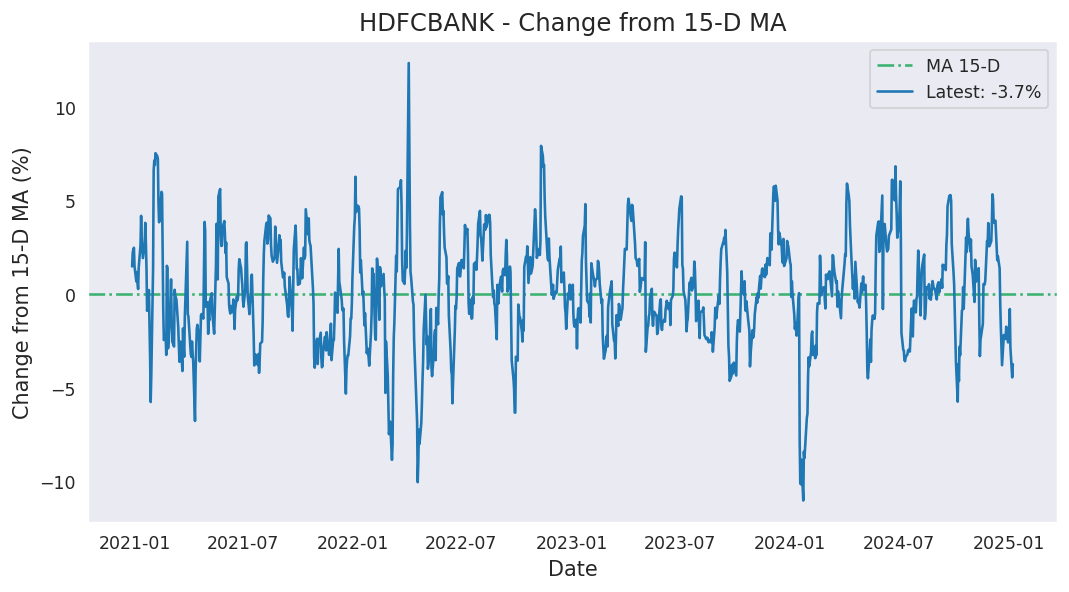 HDFCBANK - Change from 15-D MA
MA 15-D
Latest: -3.7%
Change from 15-D MA (%)
10
5
0
−5
−10
2021-01 2021-07 2022-01 2022-07 2023-01 2023-07 2024-01 2024-07 2025-01
Date